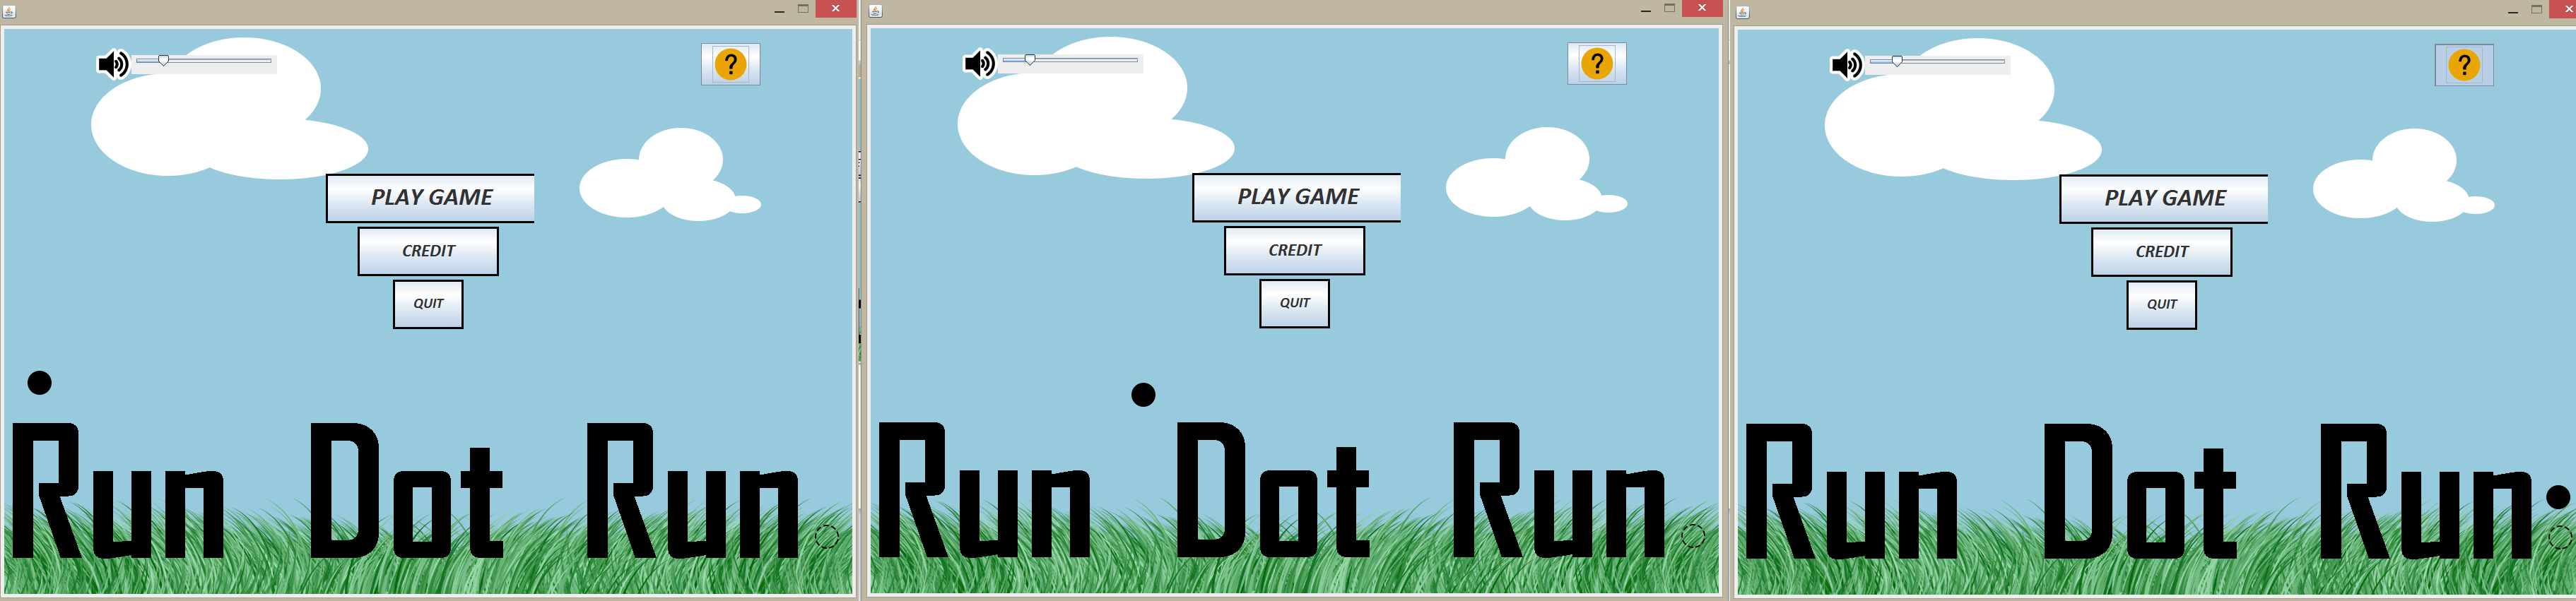 ?
PLAY GAME
CREDIT
QUIT
Run Dot Run
?
PLAY GAME
CREDIT
QUIT
Run Dot Run
?
PLAY GAME
CREDIT
QUIT
Run Dot Run